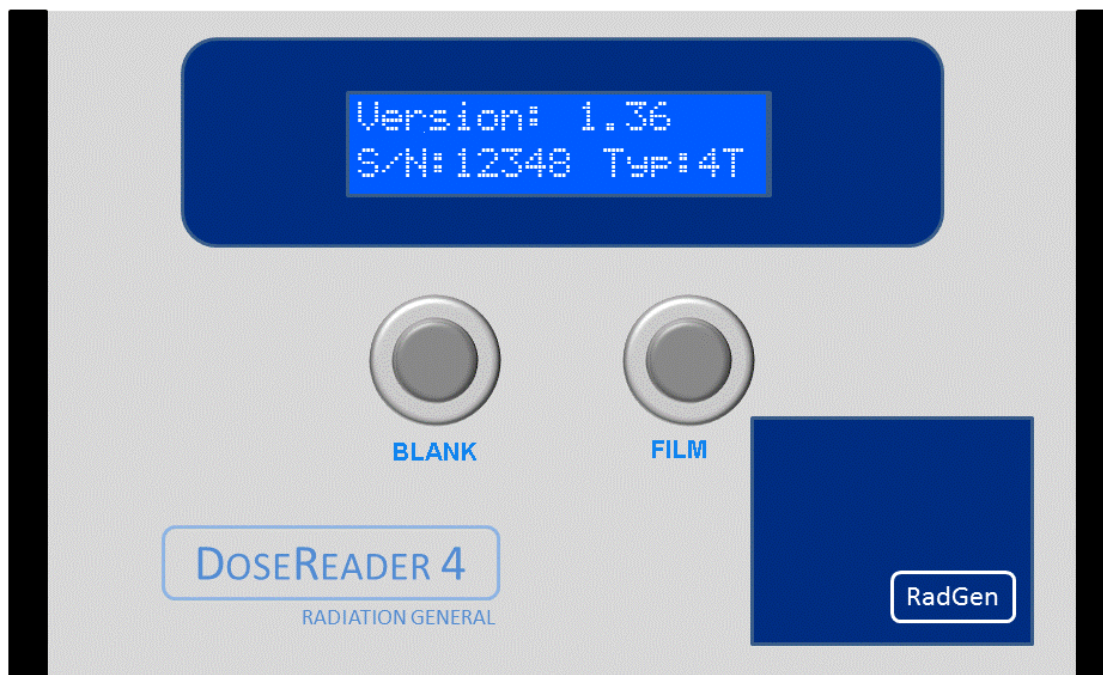 Version: 1.36
S/N:12348 Typ:4T
BLANK
FILM
DOSEREADER 4
RADIATION GENERAL
RadGen